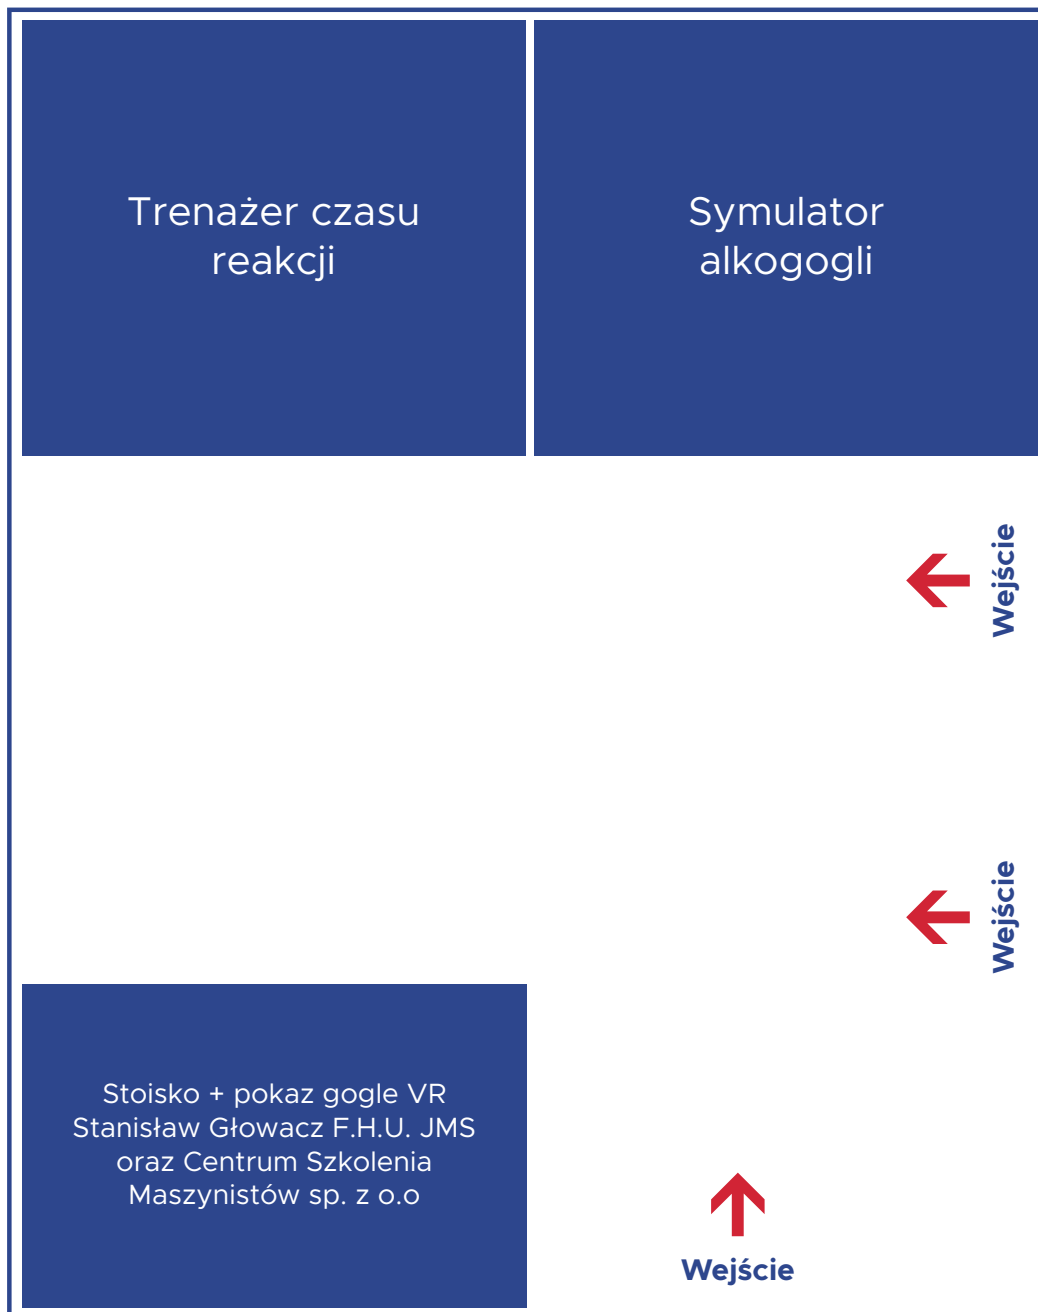 Trenażer czasu
reakcji
Symulator
alkogogli
Wejście
Wejście
Stoisko + pokaz gogle VR
Stanisław Głowacz F.H.U. JMS
oraz Centrum Szkolenia
Maszynistów sp. z o.o
Wejście